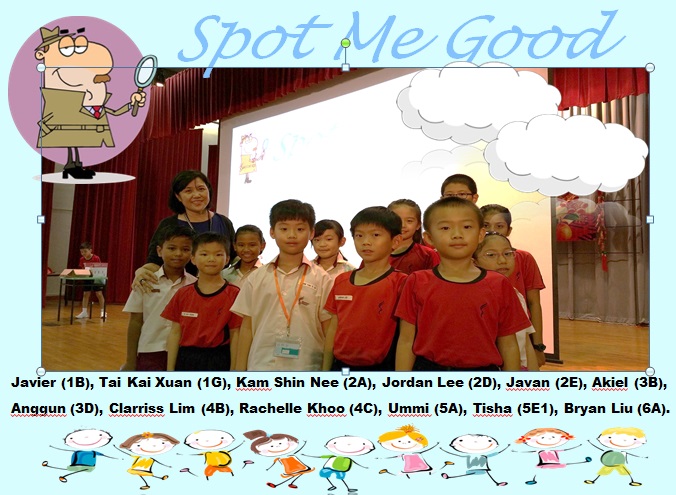 Spot Me Good
Javier (1B), Tai Kai Xuan (1G), Kam Shin Nee (2A), Jordan Lee (2D), Javan (2E), Akiel (3B),
Anggun (3D), Clarriss Lim (4B), Rachelle Khoo (4C), Ummi (5A), Tisha (5E1), Bryan Liu (6A).